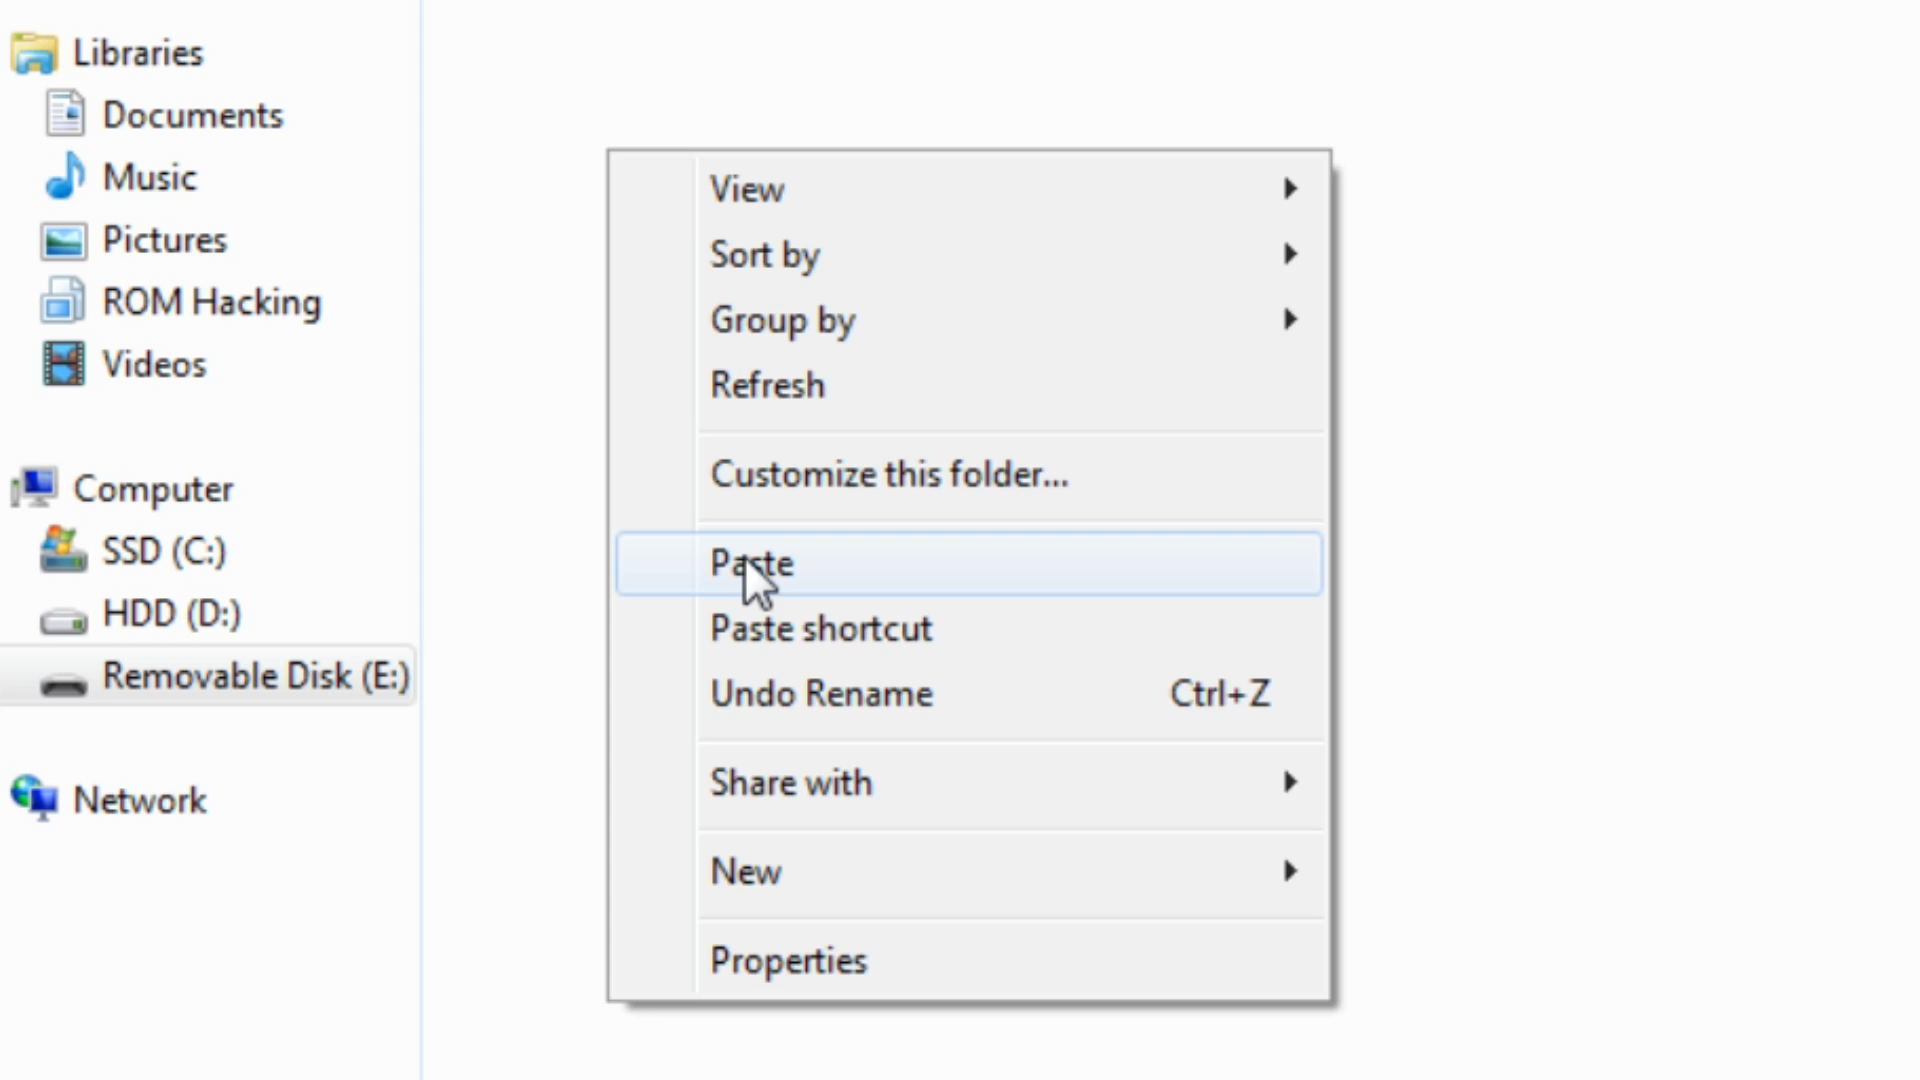 Libraries
Documents
Music
Pictures
ROM Hacking
Videos
Computer
SSD (C:)
HDD (D:)
Removable Disk (E:)
Network
View
Sort by
Group by
Refresh
Customize this folder...
Paste
Paste shortcut
Undo Rename Ctrl+Z
Share with
New
Properties